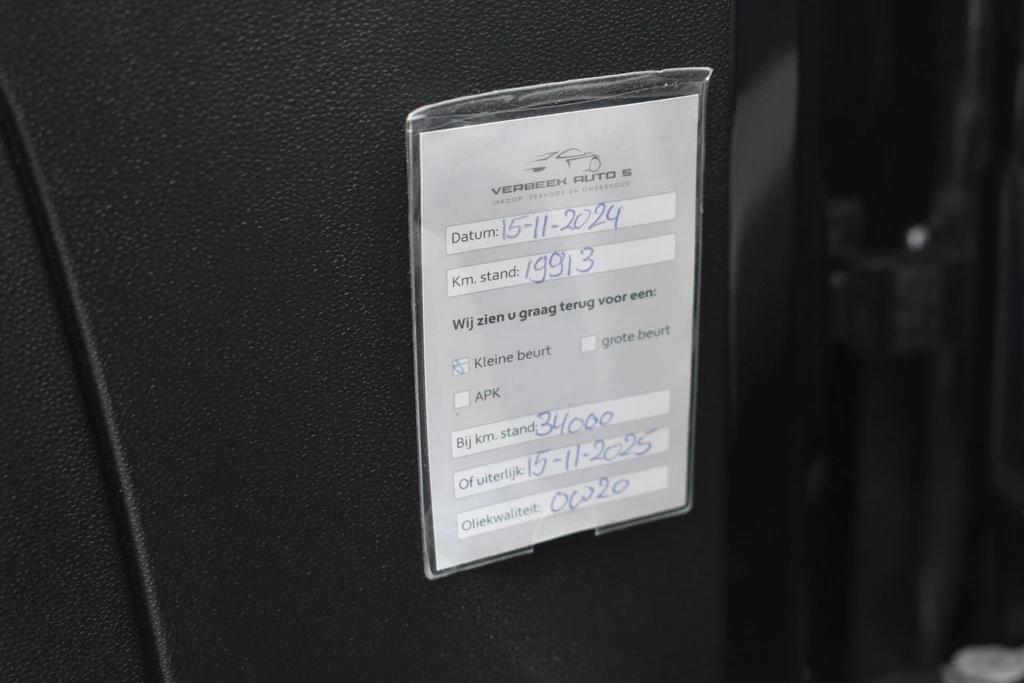 VERBEEK AUTO'S
INKOOP, VERKOOP EN ONDERHOUD
Datum: 15-11-2024
Km. stand: 19913
Wij zien u graag terug voor een:
Kleine beurt grote beurt
APK
Bij km. stand: 34000
Of uiterlijk: 15-11-2025
Oliekwaliteit: 0W20